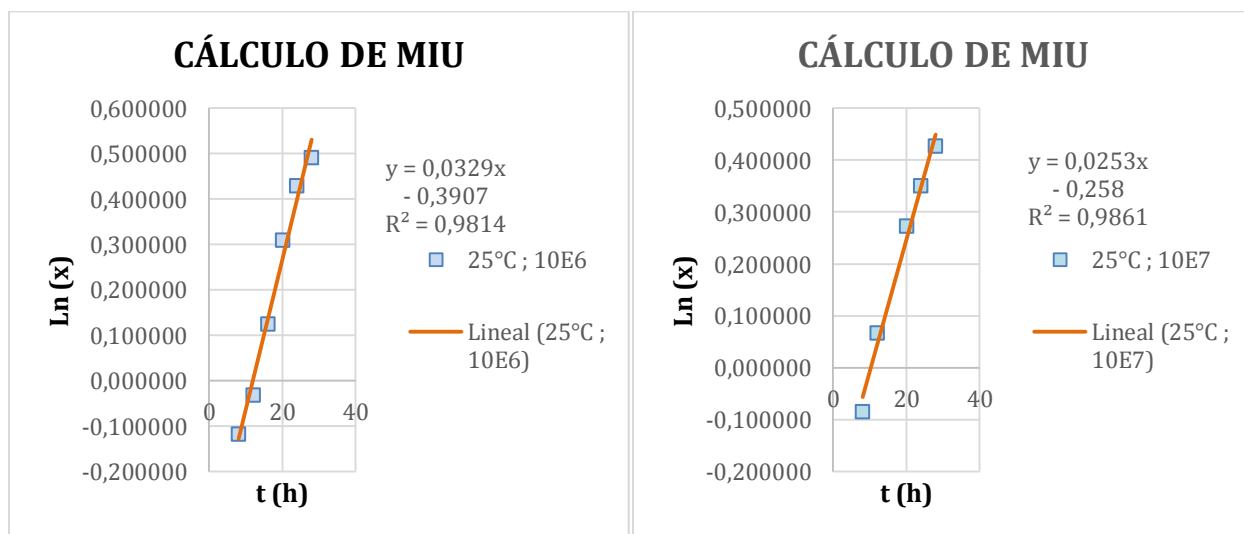 CÁLCULO DE MIU
0,600000
0,500000
0,400000
0,300000
0,200000
0,100000
0,000000
-0,100000
-0,200000
0
20
40
Ln (x)
t (h)
y = 0,0329x
- 0,3907
R² = 0,9814
25°C ; 10E6
Lineal (25°C ;
10E6)
CÁLCULO DE MIU
0,500000
0,400000
0,300000
0,200000
0,100000
0,000000
-0,100000
-0,200000
0
20
40
Ln (x)
t (h)
y = 0,0253x
- 0,258
R² = 0,9861
25°C ; 10E7
Lineal (25°C ;
10E7)